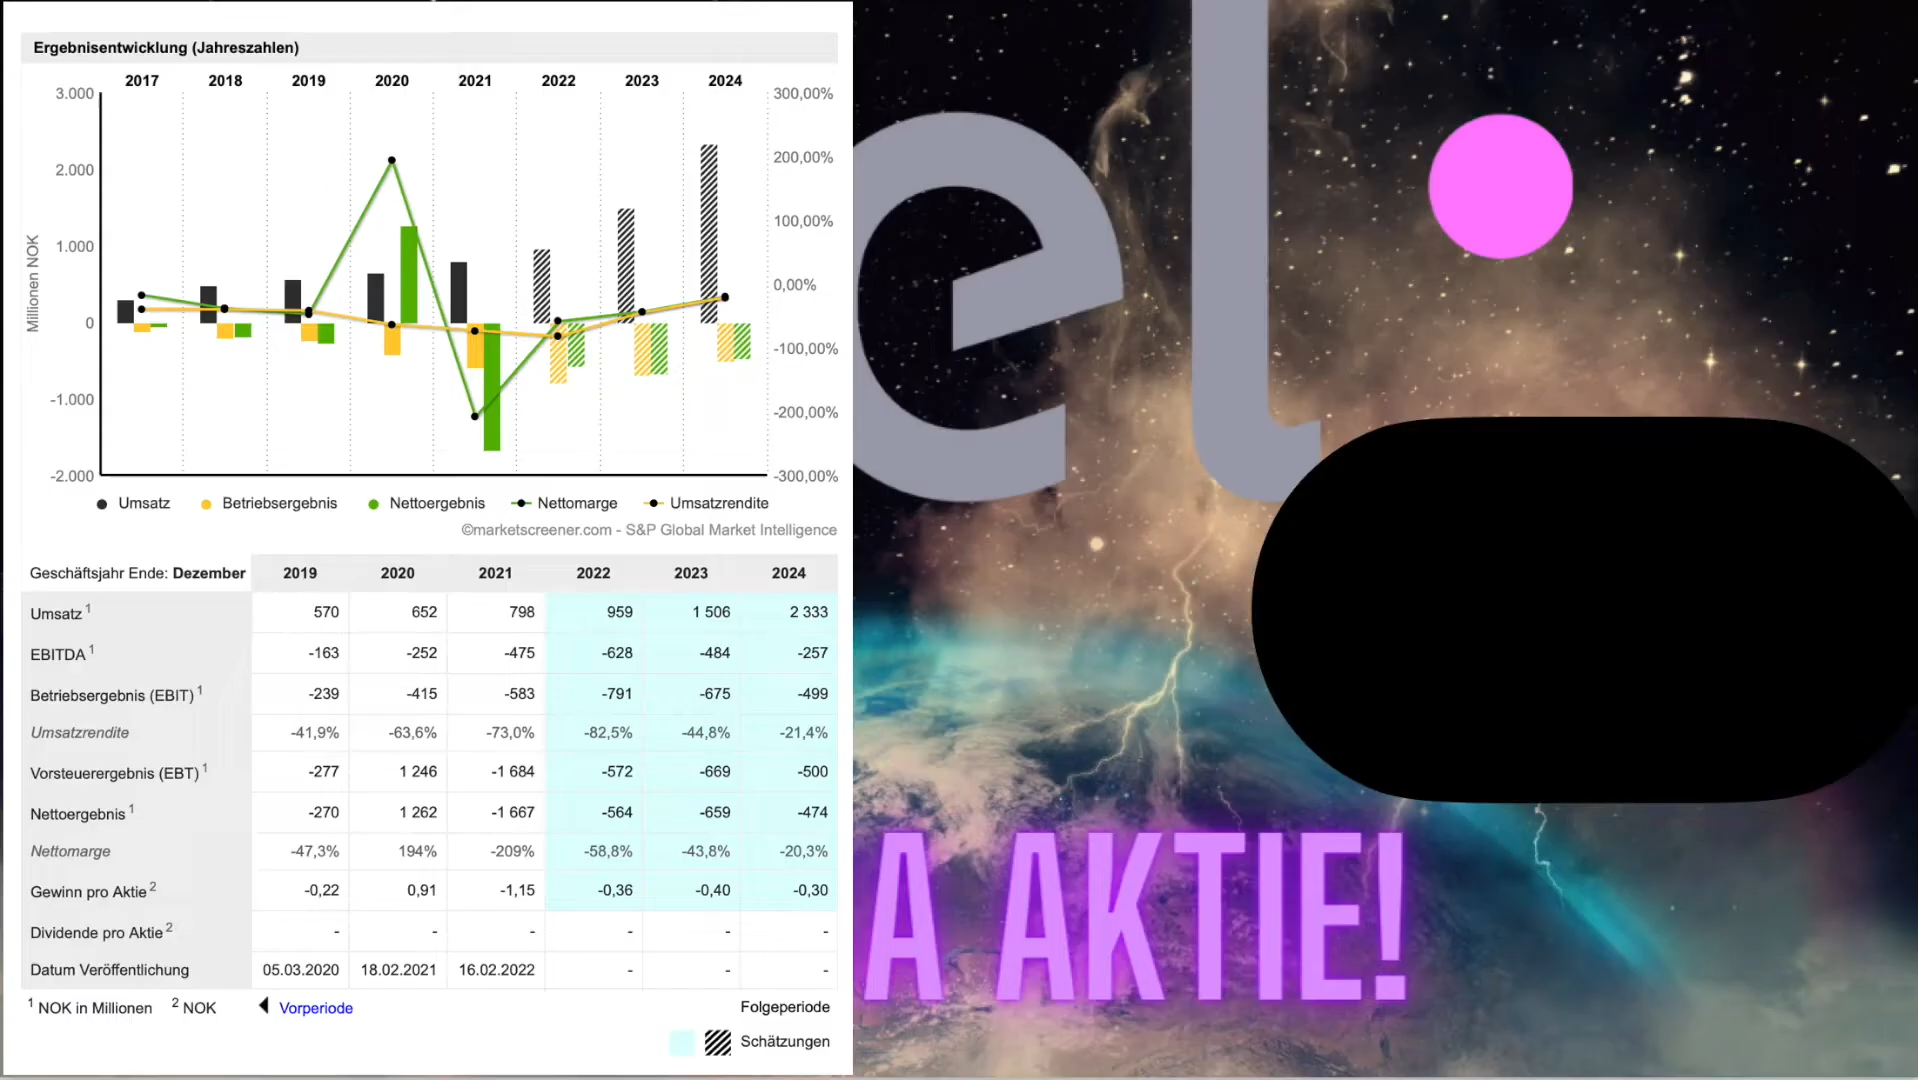 Ergebnisentwicklung (Jahreszahlen)
2017 2018 2019 2020 2021 2022 2023 2024
3.000 300,00%
2.000 200,00%
1.000 100,00%
0 0,00%
-1.000 -100,00%
-2.000 -200,00%
-300,00%
Millionen NOK
Umsatz Betriebsergebnis Nettoergebnis Nettomarge Umsatzrendite
©marketscreener.com - S&P Global Market Intelligence
Geschäftsjahr Ende: Dezember 2019 2020 2021 2022 2023 2024
Umsatz 1 570 652 798 959 1 506 2 333
EBITDA 1 -163 -252 -475 -628 -484 -257
Betriebsergebnis (EBIT) 1 -239 -415 -583 -791 -675 -499
Umsatzrendite -41,9% -63,6% -73,0% -82,5% -44,8% -21,4%
Vorsteuerergebnis (EBT) 1 -277 1 246 -1 684 -572 -669 -500
Nettoergebnis 1 -270 1 262 -1 667 -564 -659 -474
Nettomarge -47,3% 194% -209% -58,8% -43,8% -20,3%
Gewinn pro Aktie 2 -0,22 0,91 -1,15 -0,36 -0,40 -0,30
Dividende pro Aktie 2 - - - - - -
Datum Veröffentlichung 05.03.2020 18.02.2021 16.02.2022 - - -
1 NOK in Millionen 2 NOK Vorperiode Folgeperiode
Schätzungen
el
A AKTIE!